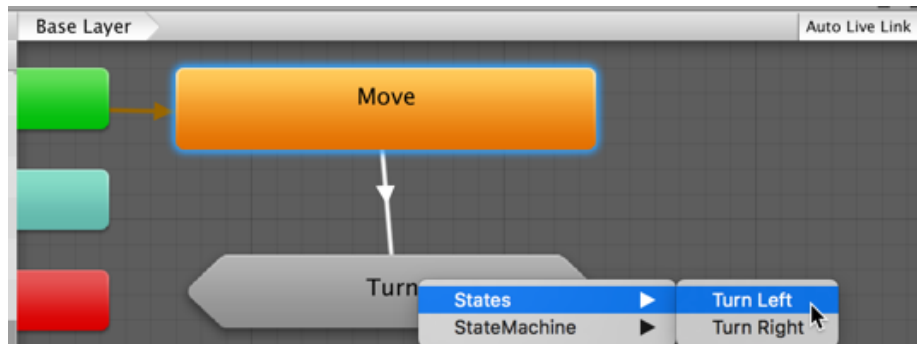 Base Layer
Auto Live Link
Move
Turn
States
Turn Left
StateMachine
Turn Right